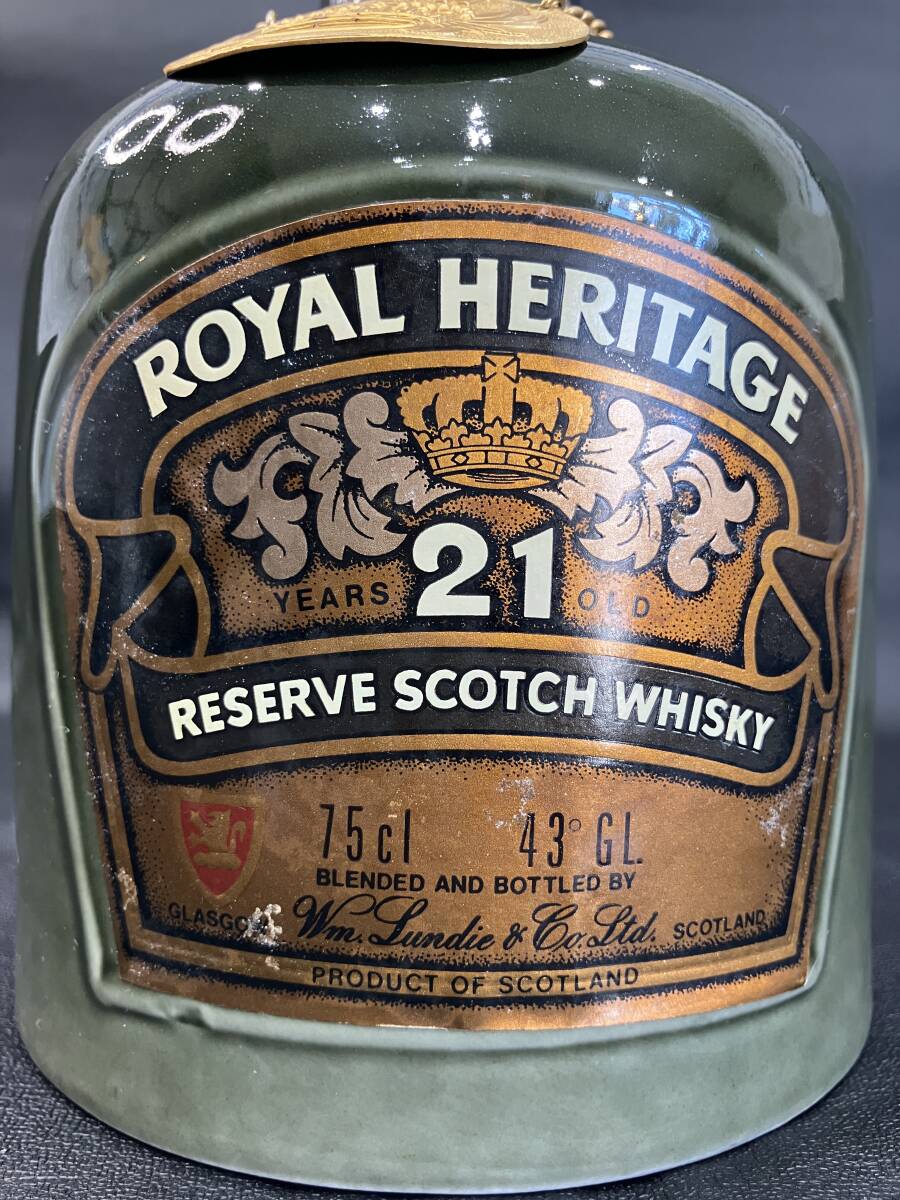 ROYAL HERITAGE
YEARS 21 OLD
RESERVE SCOTCH WHISKY
75cl 43° GL.
BLENDED AND BOTTLED BY
GLASGOW Wm. Lundie & Co. Ltd. SCOTLAND
PRODUCT OF SCOTLAND